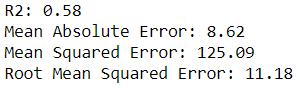 R2: 0.58
Mean Absolute Error: 8.62
Mean Squared Error: 125.09
Root Mean Squared Error: 11.18